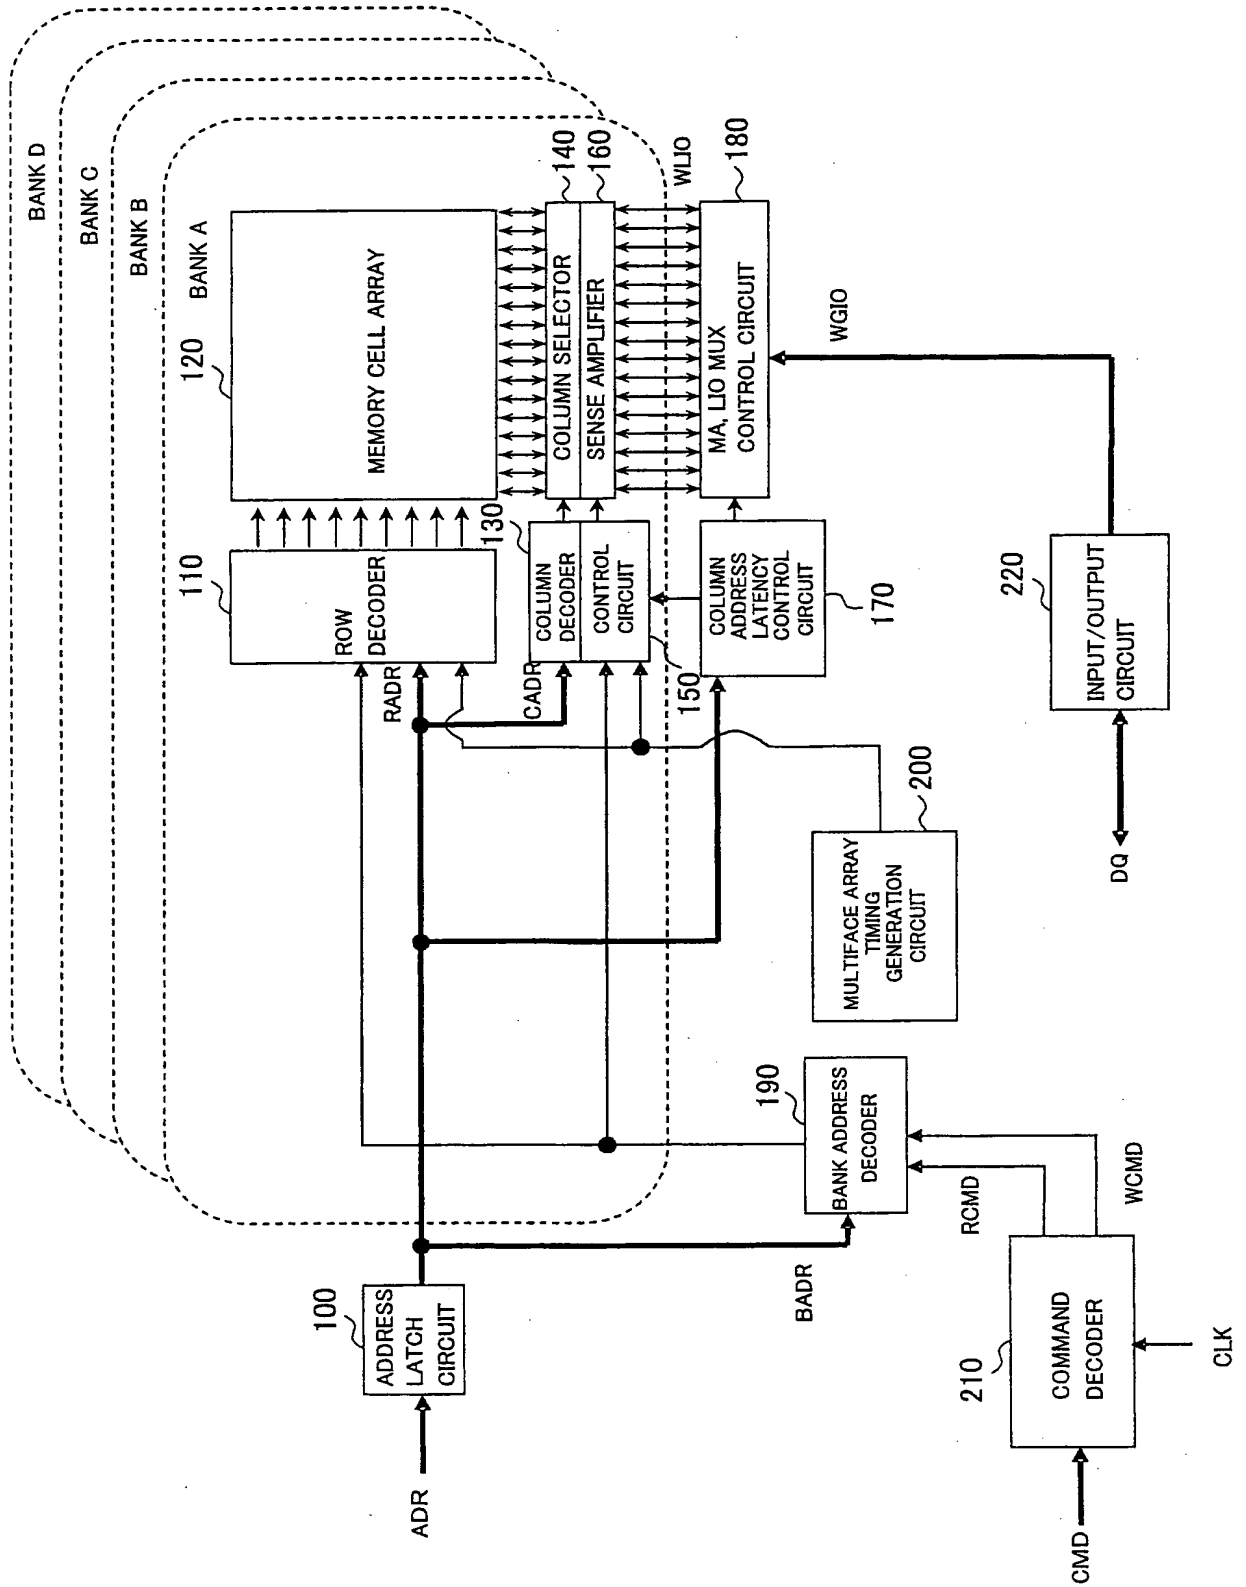 BANK D
BANK C
BANK B
BANK A
120
MEMORY CELL ARRAY
110
ROW
DECODER
RADR
130
COLUMN
DECODER
CADR
140
COLUMN SELECTOR
160
SENSE AMPLIFIER
CONTROL
CIRCUIT
150
WLIO
180
MA, LIO MUX
CONTROL CIRCUIT
WGIO
COLUMN
ADDRESS
LATENCY
CONTROL
CIRCUIT
170
100
ADDRESS
LATCH
CIRCUIT
ADR
BADR
190
BANK ADDRESS
DECODER
RCMD
WCMD
200
MULTIFACE ARRAY
TIMING
GENERATION
CIRCUIT
210
COMMAND
DECODER
CMD
CLK
220
INPUT/OUTPUT
CIRCUIT
DQ